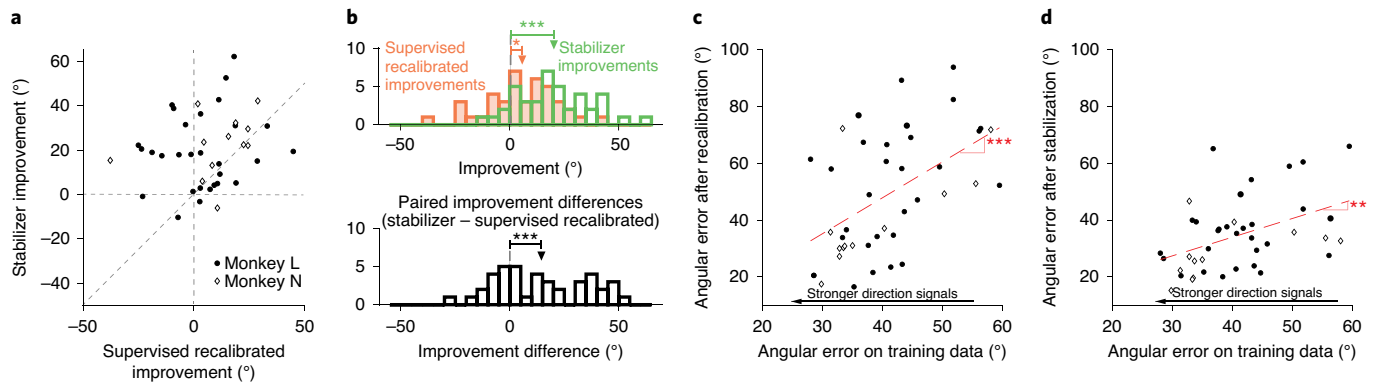 a
Stabilizer improvement (°)
60
40
20
0
−20
−40
−50
0
50
Monkey L
Monkey N
Supervised recalibrated
improvement (°)
b
***
10
Supervised
recalibrated
improvements
*
Stabilizer
improvements
5
0
−50
0
50
Improvement (°)
Paired improvement differences
(stabilizer – supervised recalibrated)
10
***
5
0
−50
0
50
Improvement difference (°)
c
Angular error after recalibration (°)
100
80
60
40
20
***
Stronger direction signals
20
30
40
50
60
Angular error on training data (°)
d
Angular error after stabilization (°)
100
80
60
40
20
**
Stronger direction signals
20
30
40
50
60
Angular error on training data (°)